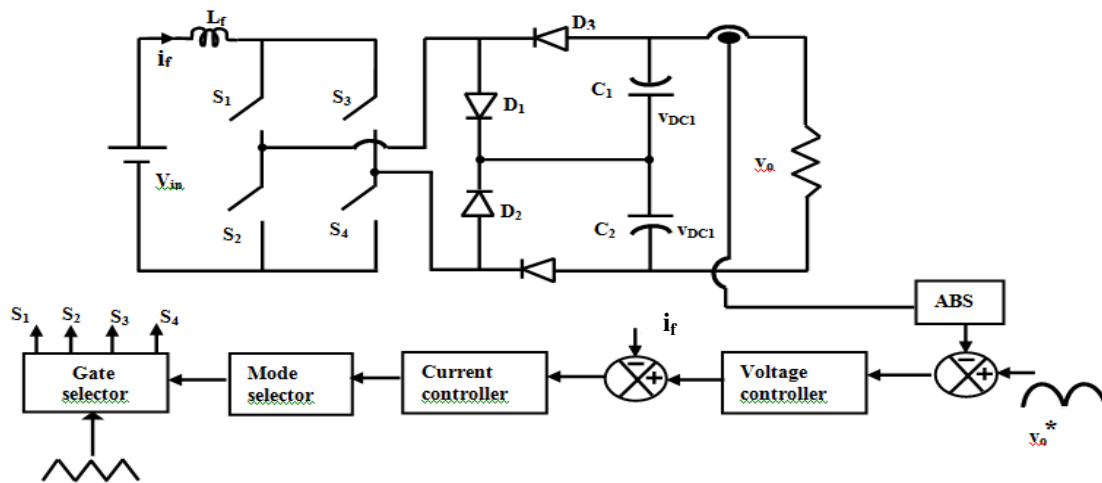 Lf
if
D3
S1
S3
C1
D1
vDC1
vo
Vin
D2
S2
S4
C2
vDC1
ABS
S1
S2
S3
S4
if
Gate
selector
Mode
selector
Current
controller
Voltage
controller
vo*